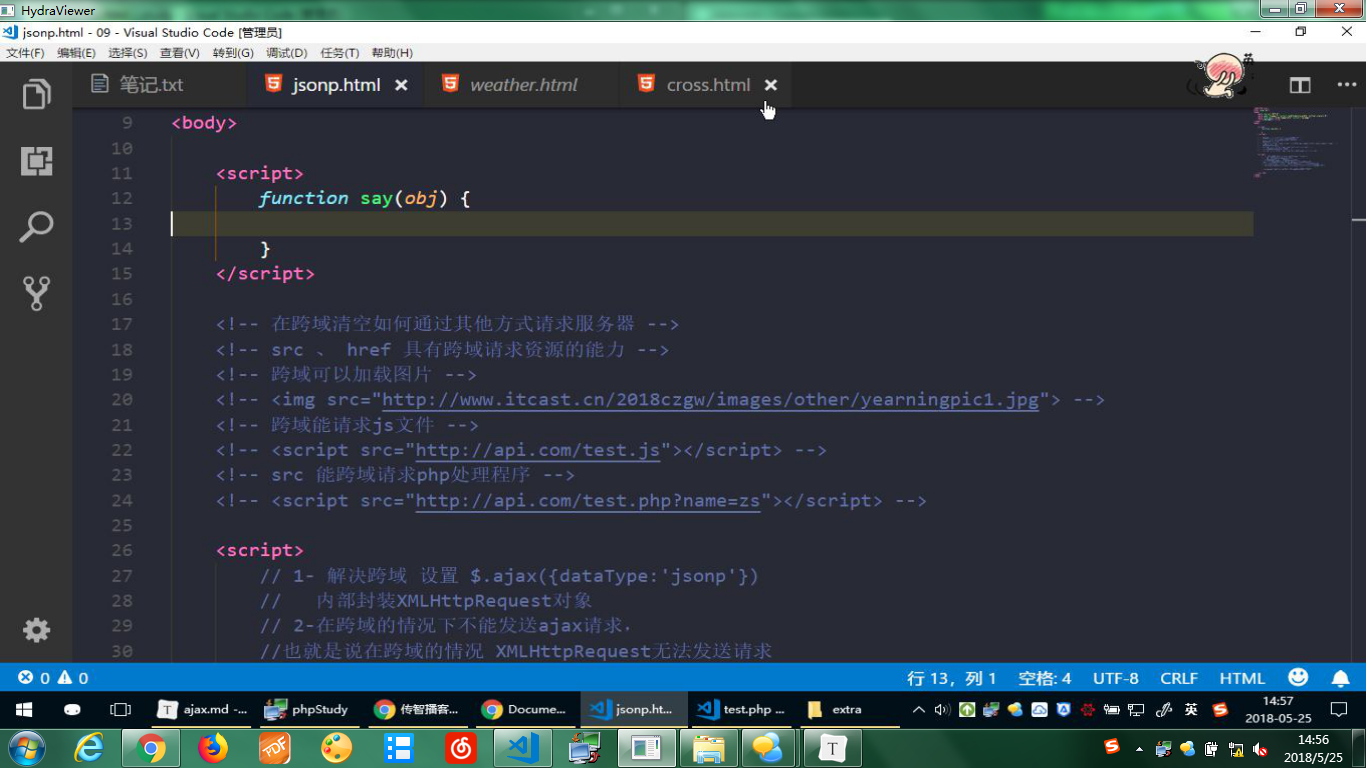 HydraViewer
jsonp.html - 09 - Visual Studio Code [管理员]
文件(F) 编辑(E) 选择(S) 查看(V) 转到(G) 调试(D) 任务(T) 帮助(H)
笔记.txt jsonp.html weather.html cross.html
英
9 <body>
10
11 <script>
12 function say(obj) {
13
14 }
15 </script>
16
17 <!-- 在跨域清空如何通过其他方式请求服务器 -->
18 <!-- src 、 href 具有跨域请求资源的能力 -->
19 <!-- 跨域可以加载图片 -->
20 <!-- <img src="http://www.itcast.cn/2018czgw/images/other/yearningpic1.jpg"> -->
21 <!-- 跨域能请求js文件 -->
22 <!-- <script src="http://api.com/test.js"></script> -->
23 <!-- src 能跨域请求php处理程序 -->
24 <!-- <script src="http://api.com/test.php?name=zs"></script> -->
25
26 <script>
27 // 1- 解决跨域 设置 $.ajax({dataType:'jsonp'})
28 // 内部封装XMLHttpRequest对象
29 // 2-在跨域的情况下不能发送ajax请求，
30 //也就是说在跨域的情况 XMLHttpRequest无法发送请求
0 0 行 13，列 1 空格: 4 UTF-8 CRLF HTML
ajax.md -... phpStudy 传智播客... Docume... jsonp.ht... test.php ... extra 英 14:57
2018-05-25
PDF T 14:56
2018/5/25